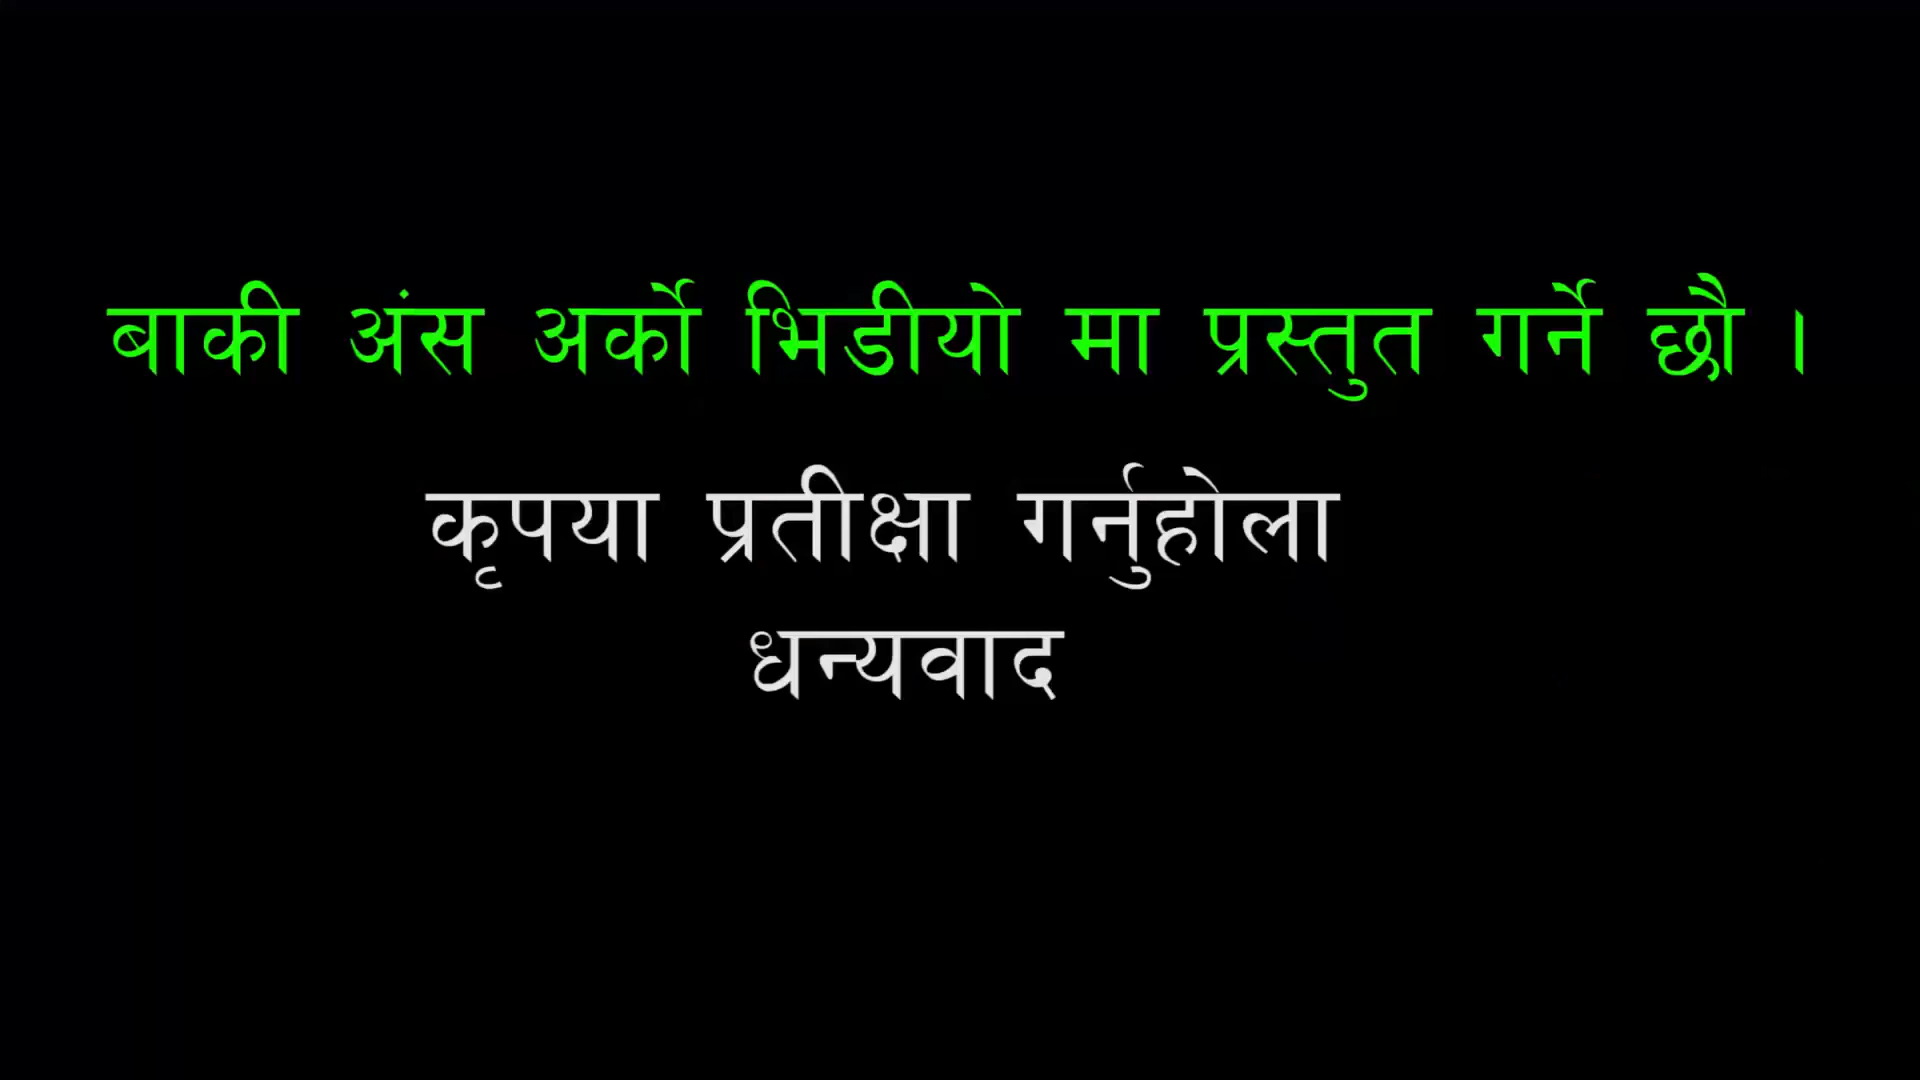 बाकी अंस अर्को भिडीयो मा प्रस्तुत गर्ने छौ ।
कृपया प्रतीक्षा गर्नुहोला
धन्यवाद